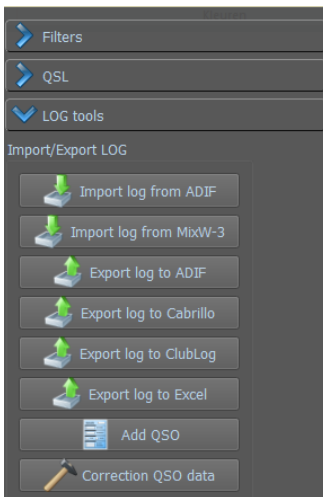 Filters
QSL
LOG tools
Import/Export LOG
Import log from ADIF
Import log from MixW-3
Export log to ADIF
Export log to Cabrillo
Export log to ClubLog
Export log to Excel
Add QSO
Correction QSO data